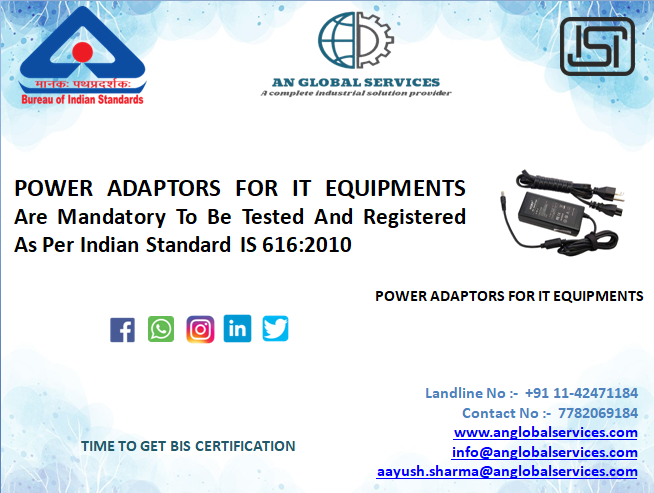 मानकः पथप्रदर्शकः
Bureau of Indian Standards
AN GLOBAL SERVICES
A complete industrial solution provider
ISI
POWER ADAPTORS FOR IT EQUIPMENTS
Are Mandatory To Be Tested And Registered
As Per Indian Standard IS 616:2010
POWER ADAPTORS FOR IT EQUIPMENTS
Landline No :- +91 11-42471184
Contact No :- 7782069184
www.anglobalservices.com
info@anglobalservices.com
aayush.sharma@anglobalservices.com
TIME TO GET BIS CERTIFICATION